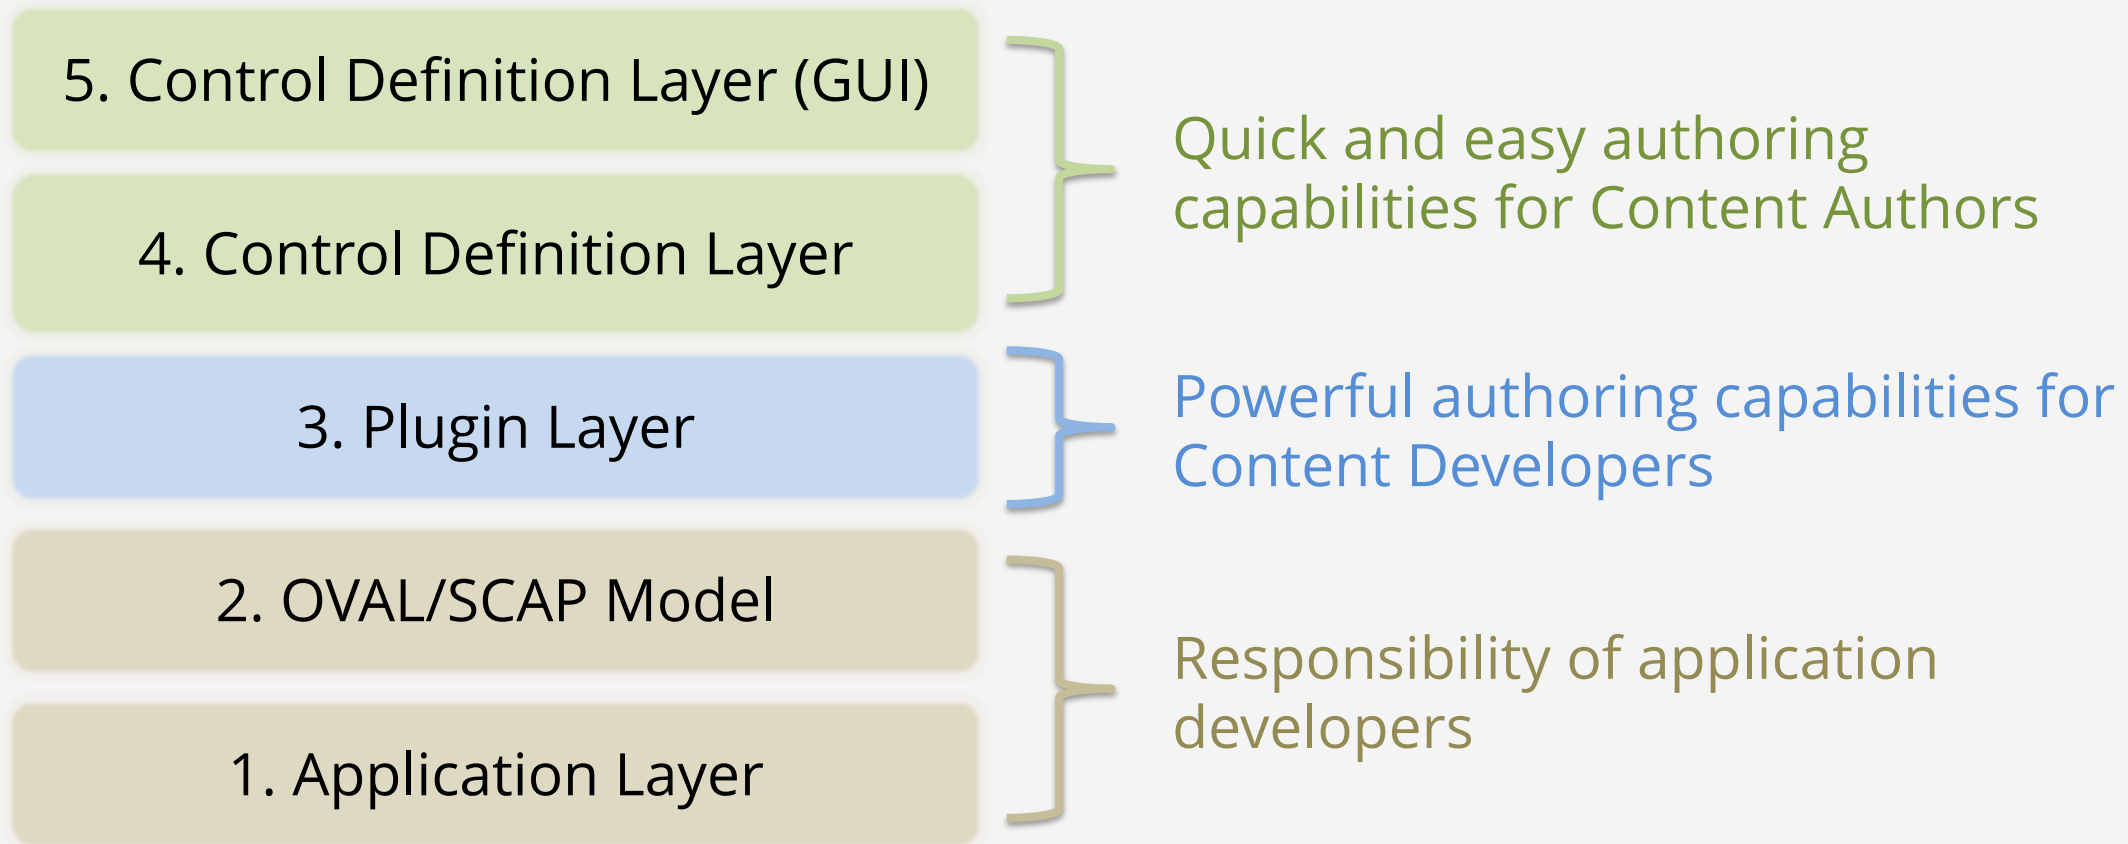 5. Control Definition Layer (GUI)
4. Control Definition Layer
Quick and easy authoring
capabilities for Content Authors
3. Plugin Layer
Powerful authoring capabilities for
Content Developers
2. OVAL/SCAP Model
1. Application Layer
Responsibility of application
developers